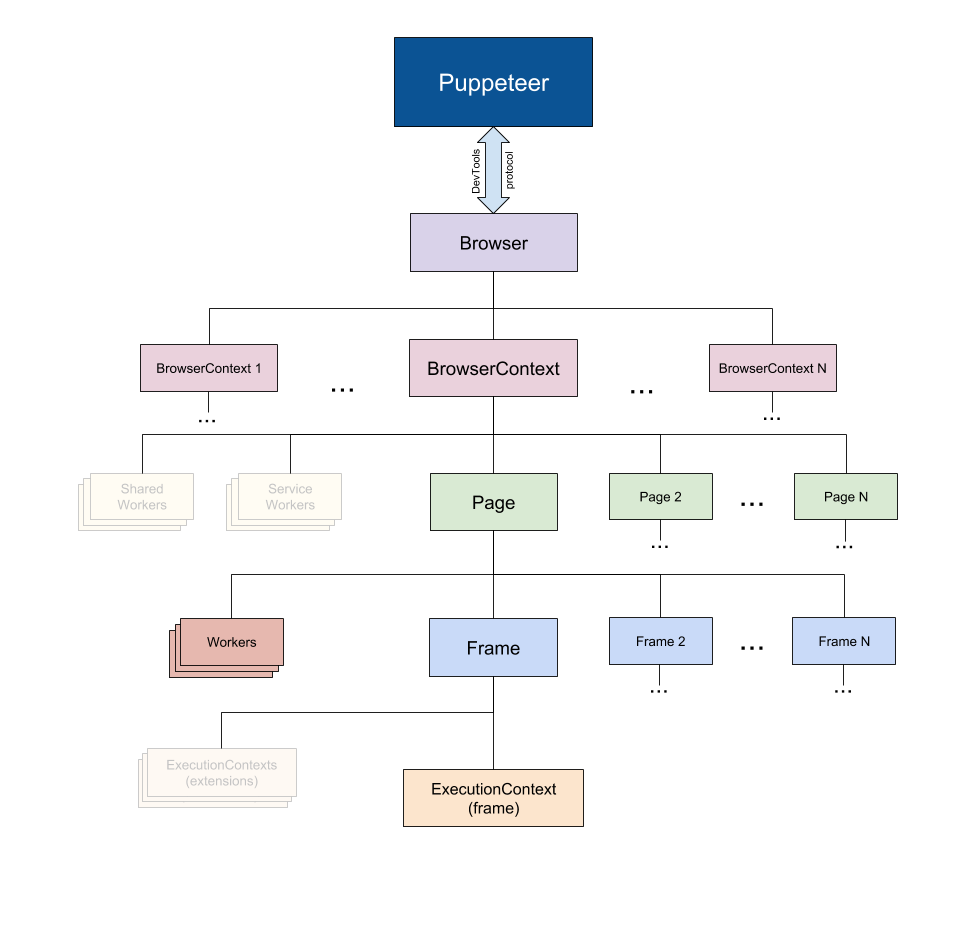 Puppeteer
DevTools
protocol
Browser
BrowserContext 1
...
BrowserContext
...
BrowserContext N
...
...
Shared
Workers
Service
Workers
Page
Page 2
...
Page N
...
...
Workers
Frame
Frame 2
...
Frame N
...
...
ExecutionContexts
(extensions)
ExecutionContext
(frame)